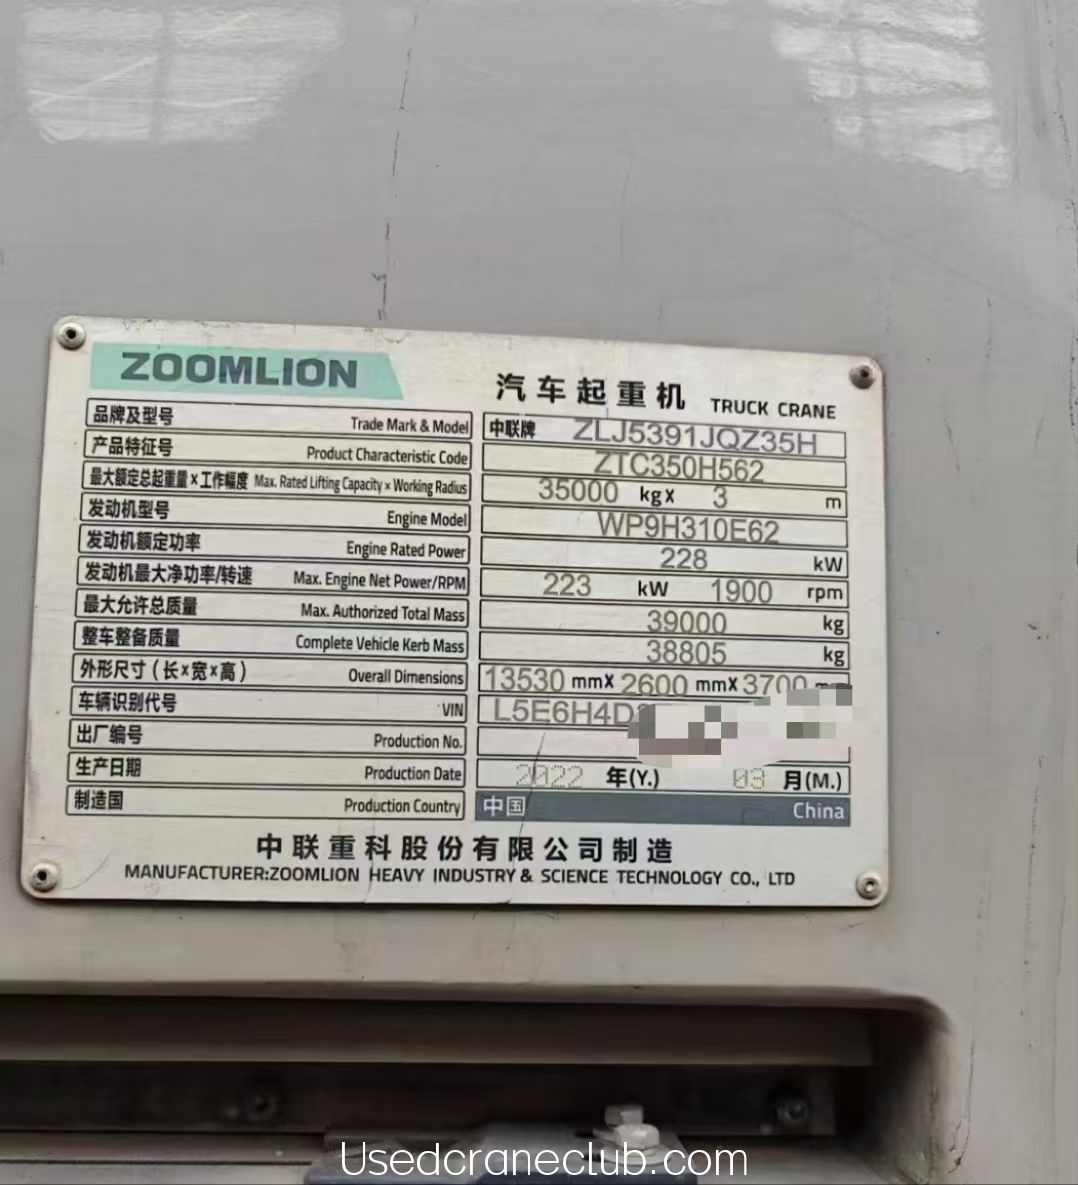 ZOOMLION
汽车起重机 TRUCK CRANE
品牌及型号 Trade Mark & Model 中联牌 ZLJ5391JQZ35H
产品特征号 Product Characteristic Code ZTC350H562
最大额定总起重量×工作幅度 Max. Rated Lifting Capacity × Working Radius 35000 kg X 3 m
发动机型号 Engine Model WP9H310E62
发动机额定功率 Engine Rated Power 228 kW
发动机最大净功率/转速 Max. Engine Net Power/RPM 223 kW 1900 rpm
最大允许总质量 Max. Authorized Total Mass 39000 kg
整车整备质量 Complete Vehicle Kerb Mass 38805 kg
外形尺寸(长×宽×高) Overall Dimensions 13530 mmX 2600 mmX 3700
车辆识别代号 VIN L5E6H4D
出厂编号 Production No.
生产日期 Production Date 2022 年(Y.) 03 月(M.)
制造国 Production Country 中国 China
中联重科股份有限公司制造
MANUFACTURER:ZOOMLION HEAVY INDUSTRY & SCIENCE TECHNOLOGY CO., LTD
Usedcraneclub.com